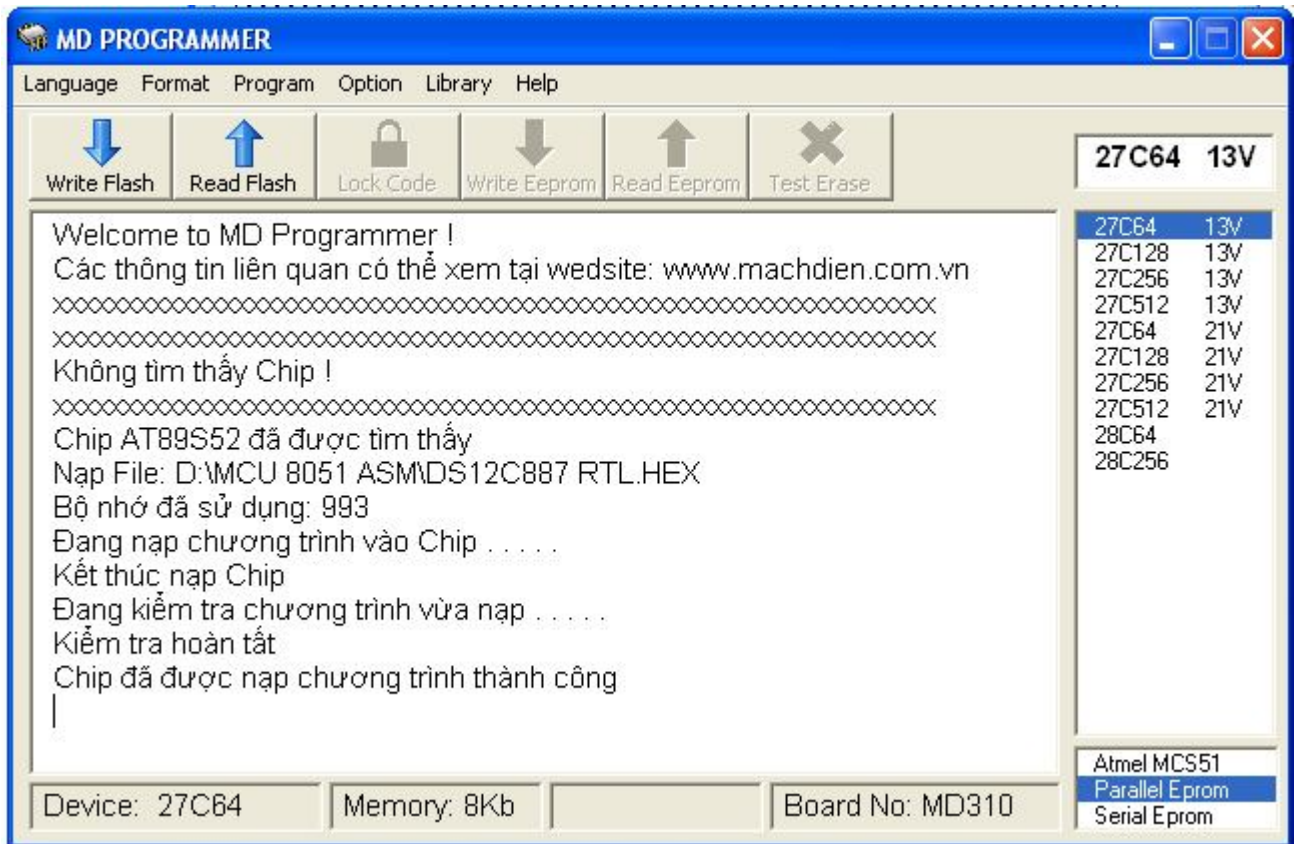 MD PROGRAMMER
Language Format Program Option Library Help
Write Flash Read Flash Lock Code Write Eeprom Read Eeprom Test Erase
27C64 13V
Welcome to MD Programmer !
Các thông tin liên quan có thể xem tại wedsite: www.machdien.com.vn
xxxxxxxxxxxxxxxxxxxxxxxxxxxxxxxxxxxxxxxxxxxxxxxxxxxxxxxxxxxxxxxx
xxxxxxxxxxxxxxxxxxxxxxxxxxxxxxxxxxxxxxxxxxxxxxxxxxxxxxxxxxxxxxxx
Không tìm thấy Chip !
xxxxxxxxxxxxxxxxxxxxxxxxxxxxxxxxxxxxxxxxxxxxxxxxxxxxxxxxxxxxxxxx
Chip AT89S52 đã được tìm thấy
Nạp File: D:\MCU 8051 ASM\DS12C887 RTL.HEX
Bộ nhớ đã sử dụng: 993
Đang nạp chương trình vào Chip . . . . .
Kết thúc nạp Chip
Đang kiểm tra chương trình vừa nạp . . . . .
Kiểm tra hoàn tất
Chip đã được nạp chương trình thành công
27C64 13V
27C128 13V
27C256 13V
27C512 13V
27C64 21V
27C128 21V
27C256 21V
27C512 21V
28C64
28C256
Atmel MCS51
Parallel Eprom
Serial Eprom
Device: 27C64 Memory: 8Kb Board No: MD310